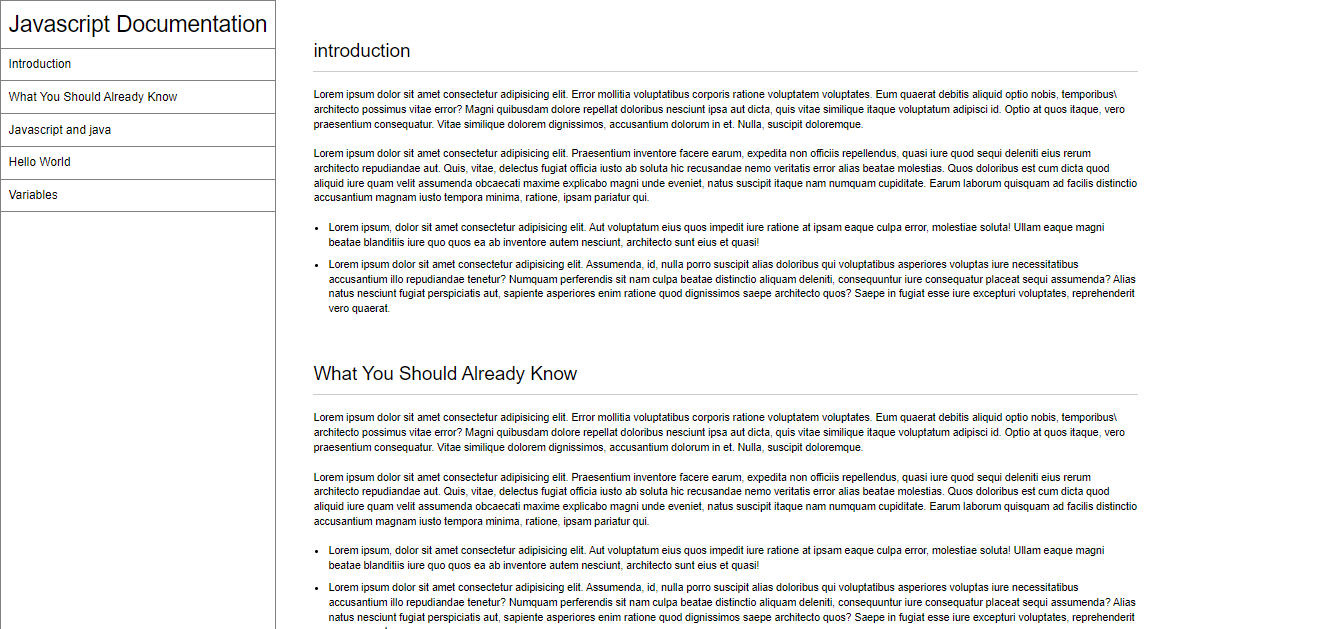 Javascript Documentation
Introduction
What You Should Already Know
Javascript and java
Hello World
Variables
introduction
Lorem ipsum dolor sit amet consectetur adipisicing elit. Error mollitia voluptatibus corporis ratione voluptatem voluptates. Eum quaerat debitis aliquid optio nobis, temporibus\
architecto possimus vitae error? Magni quibusdam dolore repellat doloribus nesciunt ipsa aut dicta, quis vitae similique itaque voluptatum adipisci id. Optio at quos itaque, vero
praesentium consequatur. Vitae similique dolorem dignissimos, accusantium dolorum in et. Nulla, suscipit doloremque.
Lorem ipsum dolor sit amet consectetur adipisicing elit. Praesentium inventore facere earum, expedita non officiis repellendus, quasi iure quod sequi deleniti eius rerum
architecto repudiandae aut. Quis, vitae, delectus fugiat officia iusto ab soluta hic recusandae nemo veritatis error alias beatae molestias. Quos doloribus est cum dicta quod
aliquid iure quam velit assumenda obcaecati maxime explicabo magni unde eveniet, natus suscipit itaque nam numquam cupiditate. Earum laborum quisquam ad facilis distinctio
accusantium magnam iusto tempora minima, ratione, ipsam pariatur qui.
• Lorem ipsum, dolor sit amet consectetur adipisicing elit. Aut voluptatum eius quos impedit iure ratione at ipsam eaque culpa error, molestiae soluta! Ullam eaque magni
beatae blanditiis iure quo quos ea ab inventore autem nesciunt, architecto sunt eius et quasi!
• Lorem ipsum dolor sit amet consectetur adipisicing elit. Assumenda, id, nulla porro suscipit alias doloribus qui voluptatibus asperiores voluptas iure necessitatibus
accusantium illo repudiandae tenetur? Numquam perferendis sit nam culpa beatae distinctio aliquam deleniti, consequuntur iure consequatur placeat sequi assumenda? Alias
natus nesciunt fugiat perspiciatis aut, sapiente asperiores enim ratione quod dignissimos saepe architecto quos? Saepe in fugiat esse iure excepturi voluptates, reprehenderit
vero quaerat.
What You Should Already Know
Lorem ipsum dolor sit amet consectetur adipisicing elit. Error mollitia voluptatibus corporis ratione voluptatem voluptates. Eum quaerat debitis aliquid optio nobis, temporibus\
architecto possimus vitae error? Magni quibusdam dolore repellat doloribus nesciunt ipsa aut dicta, quis vitae similique itaque voluptatum adipisci id. Optio at quos itaque, vero
praesentium consequatur. Vitae similique dolorem dignissimos, accusantium dolorum in et. Nulla, suscipit doloremque.
Lorem ipsum dolor sit amet consectetur adipisicing elit. Praesentium inventore facere earum, expedita non officiis repellendus, quasi iure quod sequi deleniti eius rerum
architecto repudiandae aut. Quis, vitae, delectus fugiat officia iusto ab soluta hic recusandae nemo veritatis error alias beatae molestias. Quos doloribus est cum dicta quod
aliquid iure quam velit assumenda obcaecati maxime explicabo magni unde eveniet, natus suscipit itaque nam numquam cupiditate. Earum laborum quisquam ad facilis distinctio
accusantium magnam iusto tempora minima, ratione, ipsam pariatur qui.
• Lorem ipsum, dolor sit amet consectetur adipisicing elit. Aut voluptatum eius quos impedit iure ratione at ipsam eaque culpa error, molestiae soluta! Ullam eaque magni
beatae blanditiis iure quo quos ea ab inventore autem nesciunt, architecto sunt eius et quasi!
• Lorem ipsum dolor sit amet consectetur adipisicing elit. Assumenda, id, nulla porro suscipit alias doloribus qui voluptatibus asperiores voluptas iure necessitatibus
accusantium illo repudiandae tenetur? Numquam perferendis sit nam culpa beatae distinctio aliquam deleniti, consequuntur iure consequatur placeat sequi assumenda? Alias
natus nesciunt fugiat perspiciatis aut, sapiente asperiores enim ratione quod dignissimos saepe architecto quos? Saepe in fugiat esse iure excepturi voluptates, reprehenderit